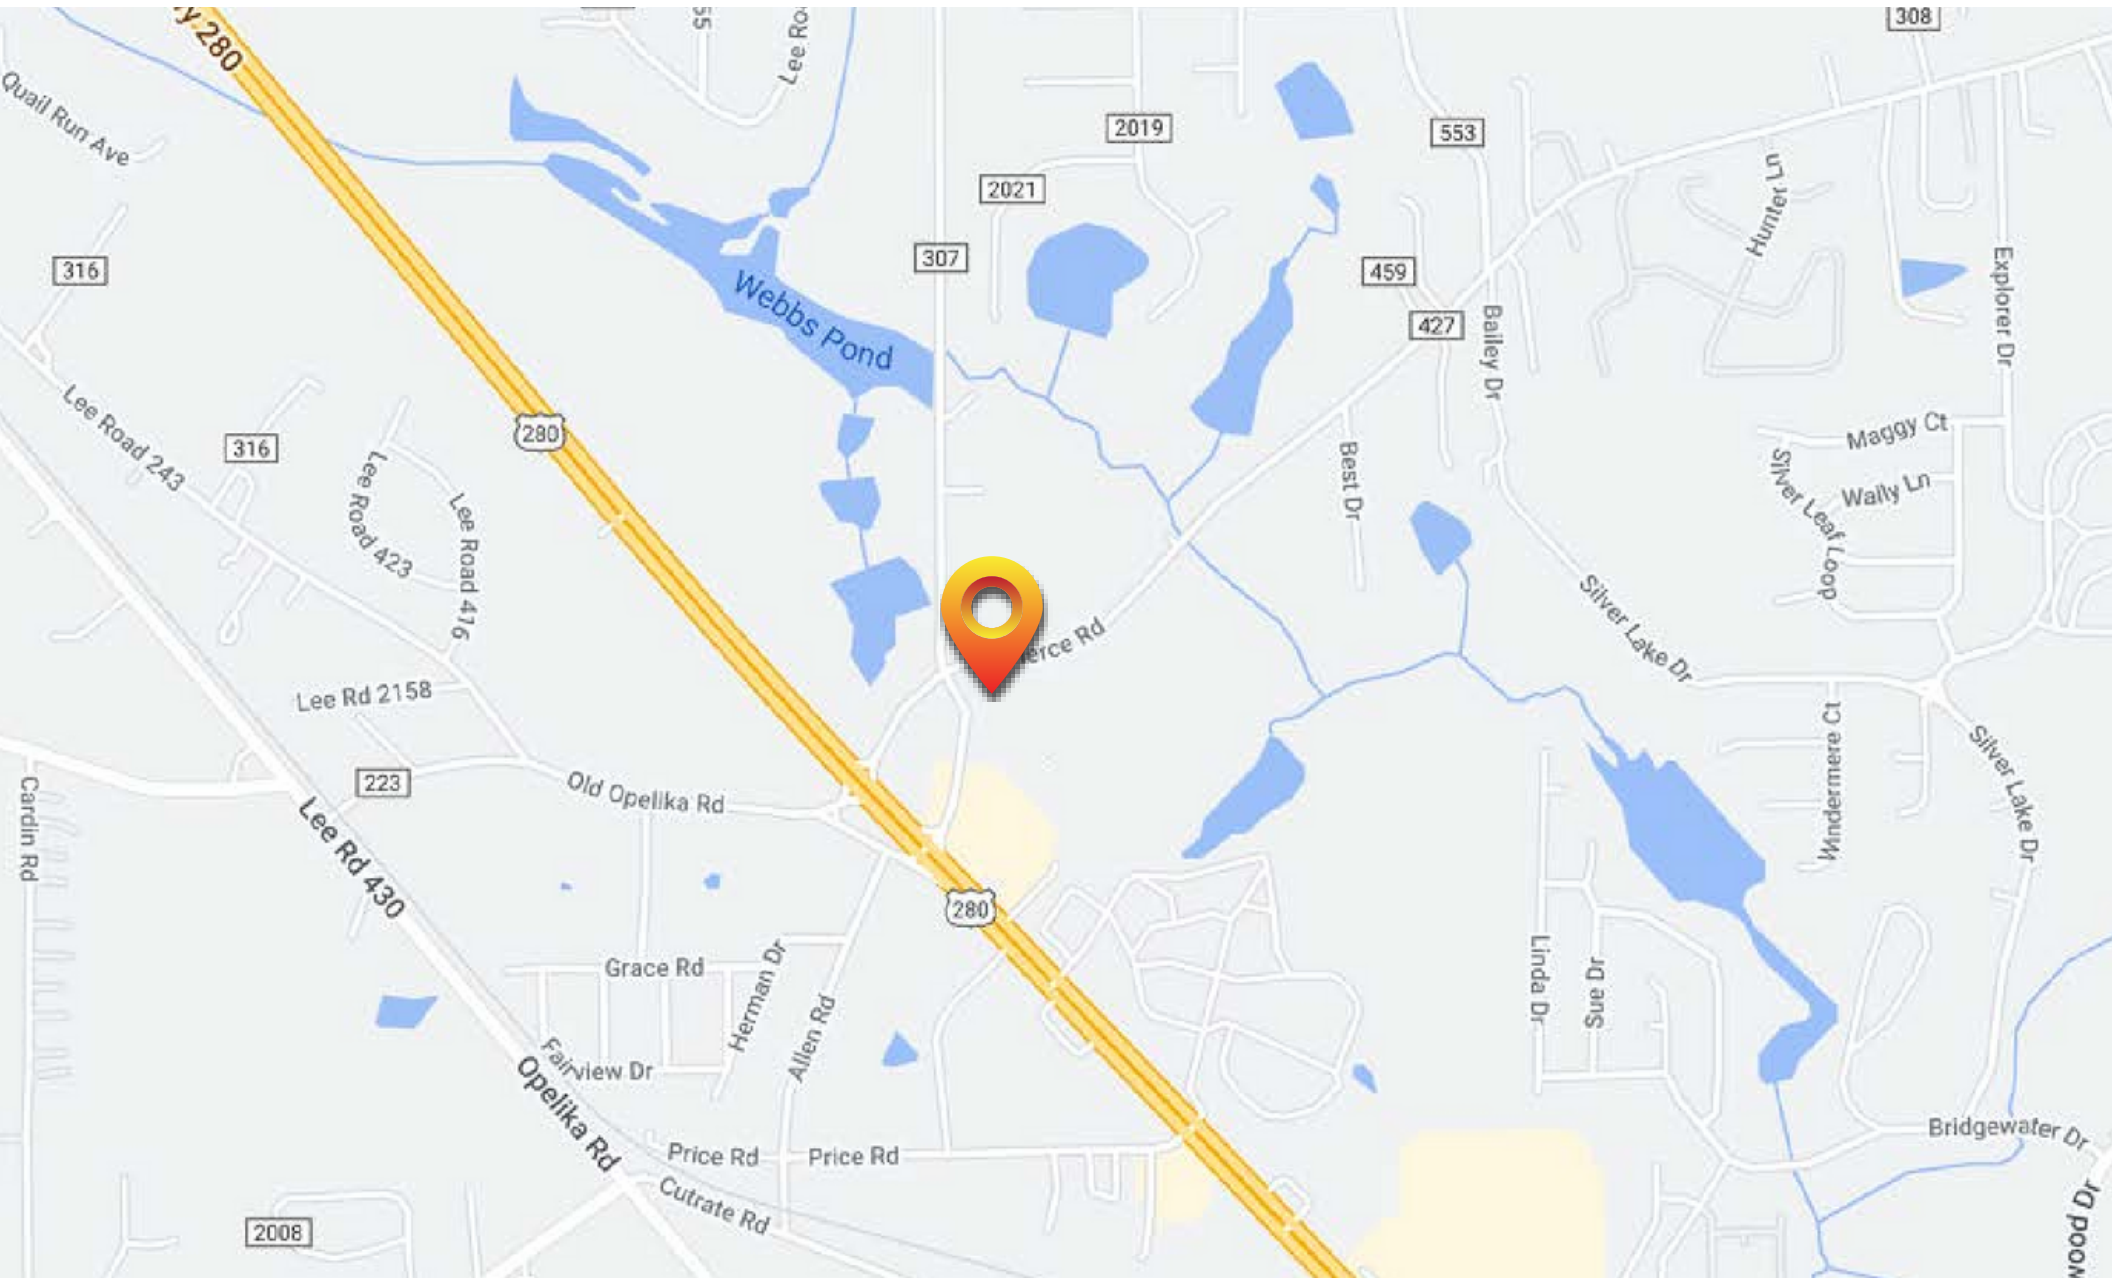 308
y 280
Quail Run Ave
2019
553
2021
Hunter Ln
307
316
459
Webbs Pond
427
Explorer Dr
Bailey Dr
Lee Road 243
280
316
Maggy Ct
Lee Road 423
Lee Road 416
Best Dr
Silver Leaf Loop
Wally Ln
erce Rd
Silver Lake Dr
Lee Rd 2158
Windermere Ct
Silver Lake Dr
223
Old Opelika Rd
Cardin Rd
Lee Rd 430
280
Grace Rd
Herman Dr
Linda Dr
Sue Dr
Allen Rd
Fairview Dr
Opelika Rd
Price Rd
Price Rd
Bridgewater Dr
Cutrate Rd
2008
wood Dr